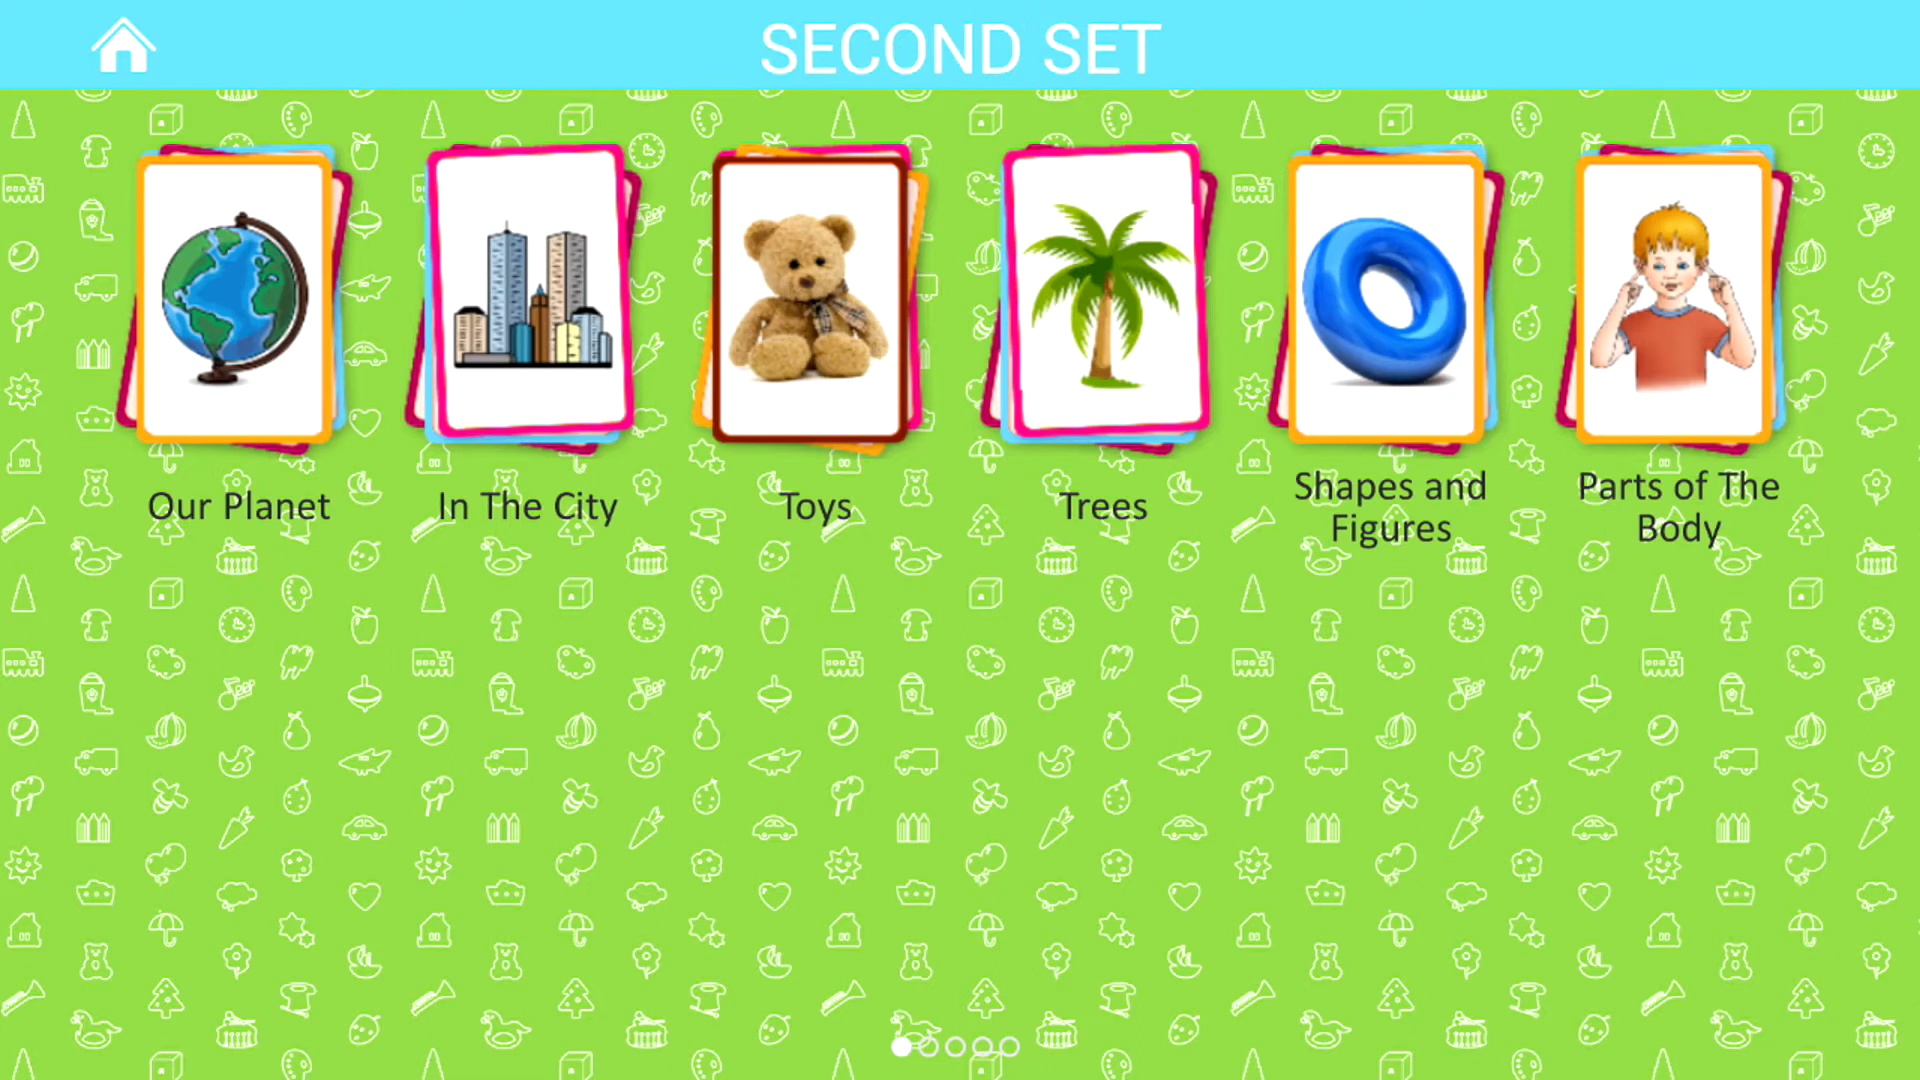 SECOND SET
Our Planet
In The City
Toys
Trees
Shapes and
Figures
Parts of The
Body